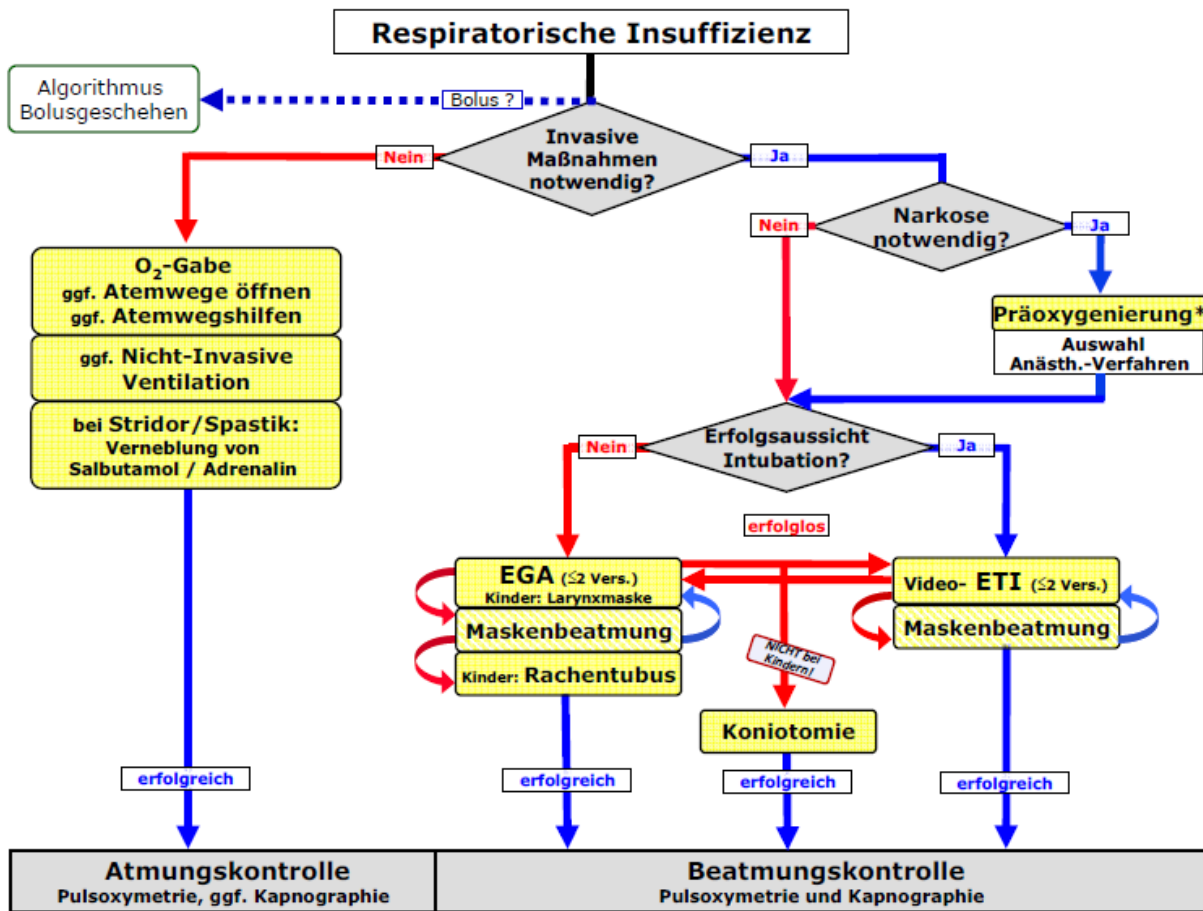 Respiratorische Insuffizienz
Algorithmus
Bolusgeschehen
Bolus ?
Invasive
Maßnahmen
notwendig?
Nein
Ja
Narkose
notwendig?
Nein
Ja
O₂-Gabe
ggf. Atemwege öffnen
ggf. Atemwegshilfen
ggf. Nicht-Invasive
Ventilation
bei Stridor/Spastik:
Verneblung von
Salbutamol / Adrenalin
Präoxygenierung*
Auswahl
Anästh.-Verfahren
Erfolgsaussicht
Intubation?
Nein
Ja
erfolglos
EGA (≤2 Vers.)
Kinder: Larynxmaske
Maskenbeatmung
Kinder: Rachentubus
Video- ETI (≤2 Vers.)
Maskenbeatmung
NICHT bei
Kindern!
Koniotomie
erfolgreich
erfolgreich
erfolgreich
erfolgreich
Atmungskontrolle
Pulsoxymetrie, ggf. Kapnographie
Beatmungskontrolle
Pulsoxymetrie und Kapnographie